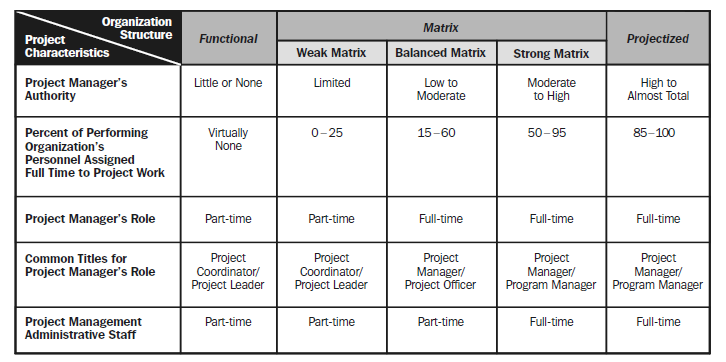 Organization
Structure
Project
Characteristics
Functional
Matrix
Projectized
Weak Matrix
Balanced Matrix
Strong Matrix
Project Manager's
Authority
Little or None
Limited
Low to
Moderate
Moderate
to High
High to
Almost Total
Percent of Performing
Organization's
Personnel Assigned
Full Time to Project Work
Virtually
None
0–25
15–60
50–95
85–100
Project Manager's Role
Part-time
Part-time
Full-time
Full-time
Full-time
Common Titles for
Project Manager's Role
Project
Coordinator/
Project Leader
Project
Coordinator/
Project Leader
Project
Manager/
Project Officer
Project
Manager/
Program Manager
Project
Manager/
Program Manager
Project Management
Administrative Staff
Part-time
Part-time
Part-time
Full-time
Full-time